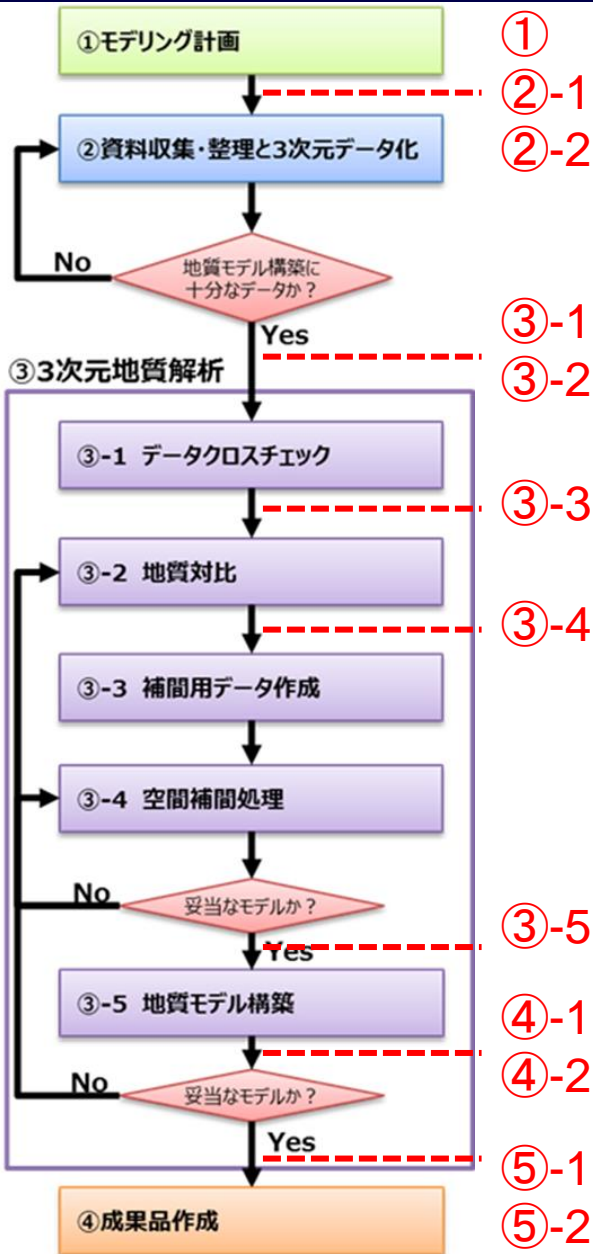 ①モデリング計画
①
②-1
②資料収集・整理と3次元データ化
②-2
No
地質モデル構築に
十分なデータか？
Yes
③-1
③3次元地質解析
③-2
③-1 データクロスチェック
③-3
③-2 地質対比
③-4
③-3 補間用データ作成
③-4 空間補間処理
No
妥当なモデルか？
③-5
Yes
③-5 地質モデル構築
④-1
④-2
No
妥当なモデルか？
Yes
⑤-1
④成果品作成
⑤-2